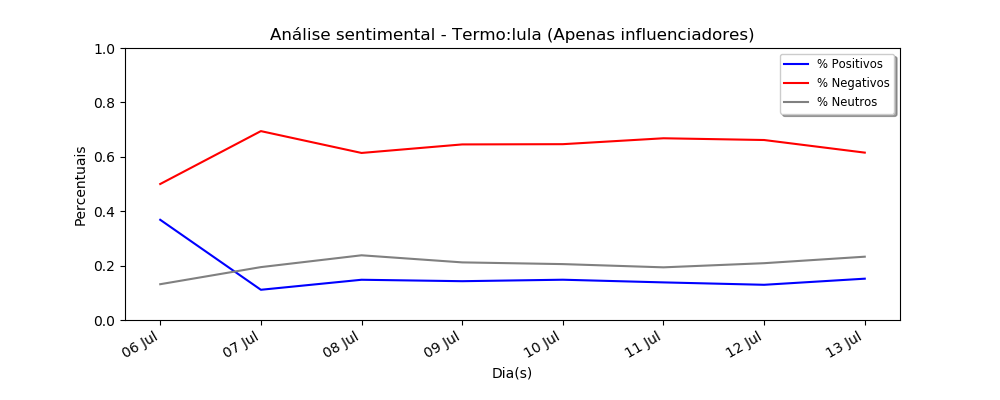 Análise sentimental - Termo:lula (Apenas influenciadores)
1.0
0.8
0.6
0.4
0.2
0.0
Percentuais
% Positivos
% Negativos
% Neutros
06 Jul
07 Jul
08 Jul
09 Jul
10 Jul
11 Jul
12 Jul
13 Jul
Dia(s)